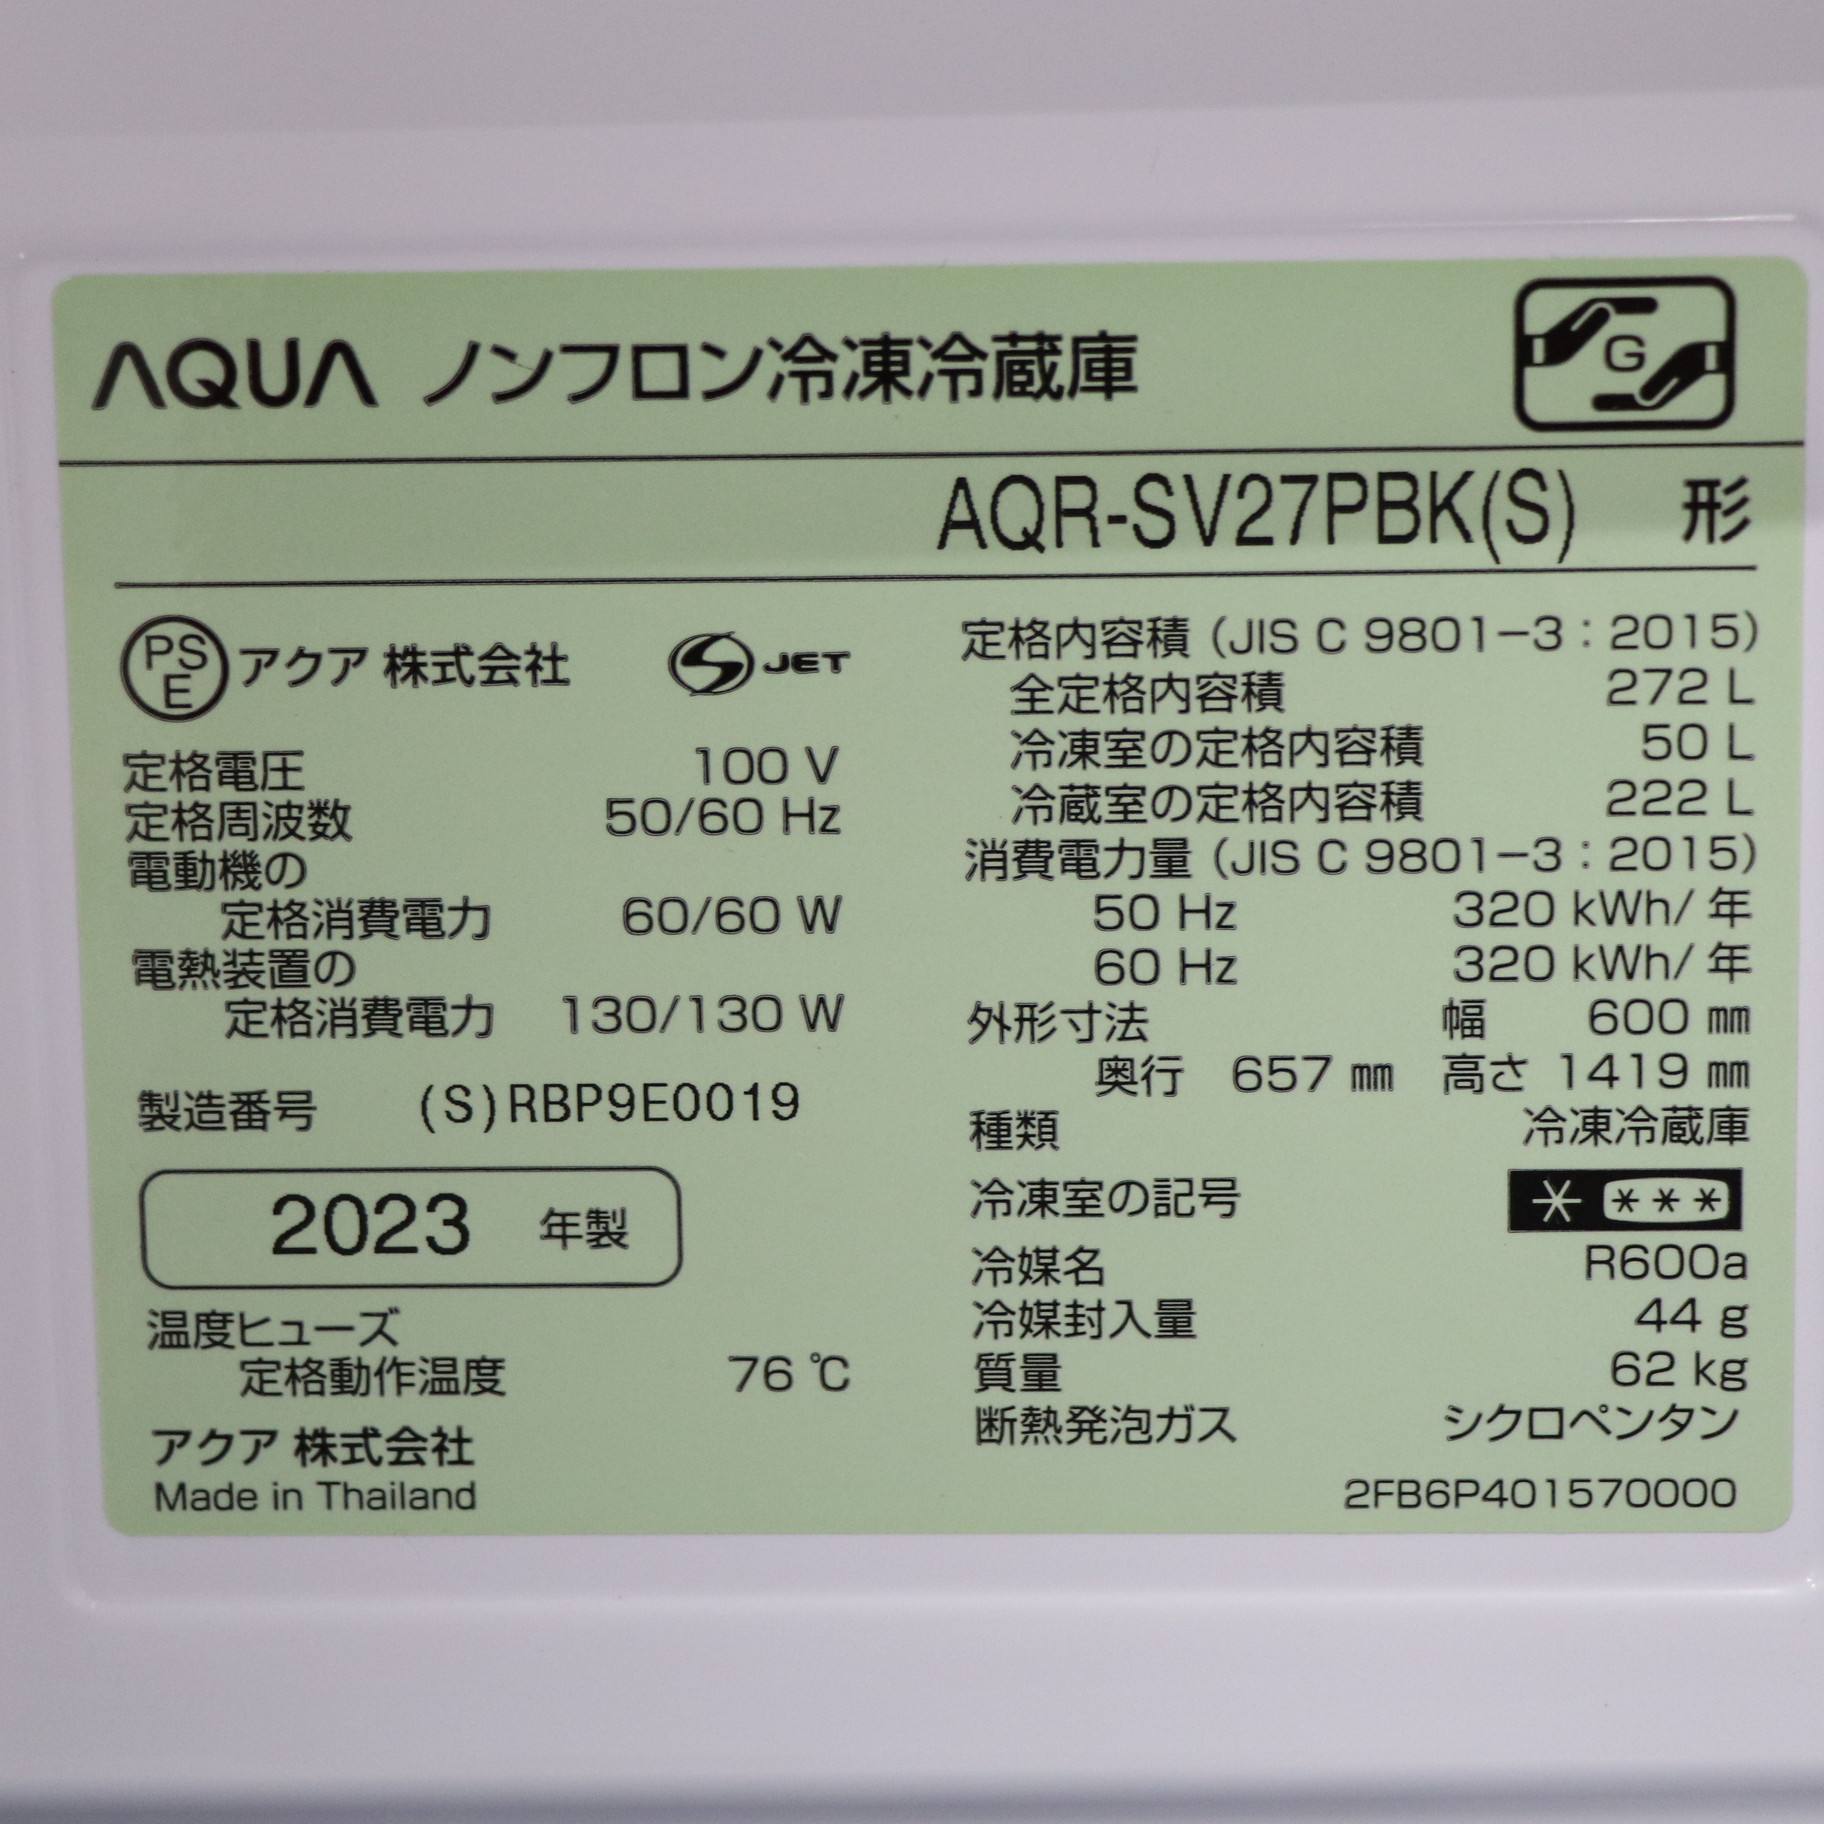 AQUA ノンフロン冷凍冷蔵庫
G
AQR-SV27PBK(S) 形
PS
E
アクア 株式会社
S JET
定格電圧 100 V
定格周波数 50/60 Hz
電動機の
定格消費電力 60/60 W
電熱装置の
定格消費電力 130/130 W
製造番号 (S)RBP9E0019
2023 年製
温度ヒューズ
定格動作温度 76 ℃
アクア 株式会社
Made in Thailand
定格内容積 (JIS C 9801-3:2015)
全定格内容積 272 L
冷凍室の定格内容積 50 L
冷蔵室の定格内容積 222 L
消費電力量 (JIS C 9801-3:2015)
50 Hz 320 kWh/年
60 Hz 320 kWh/年
外形寸法 幅 600 ㎜
奥行 657 ㎜ 高さ 1419 ㎜
種類 冷凍冷蔵庫
冷凍室の記号 * ***
冷媒名 R600a
冷媒封入量 44 g
質量 62 kg
断熱発泡ガス シクロペンタン
2FB6P401570000